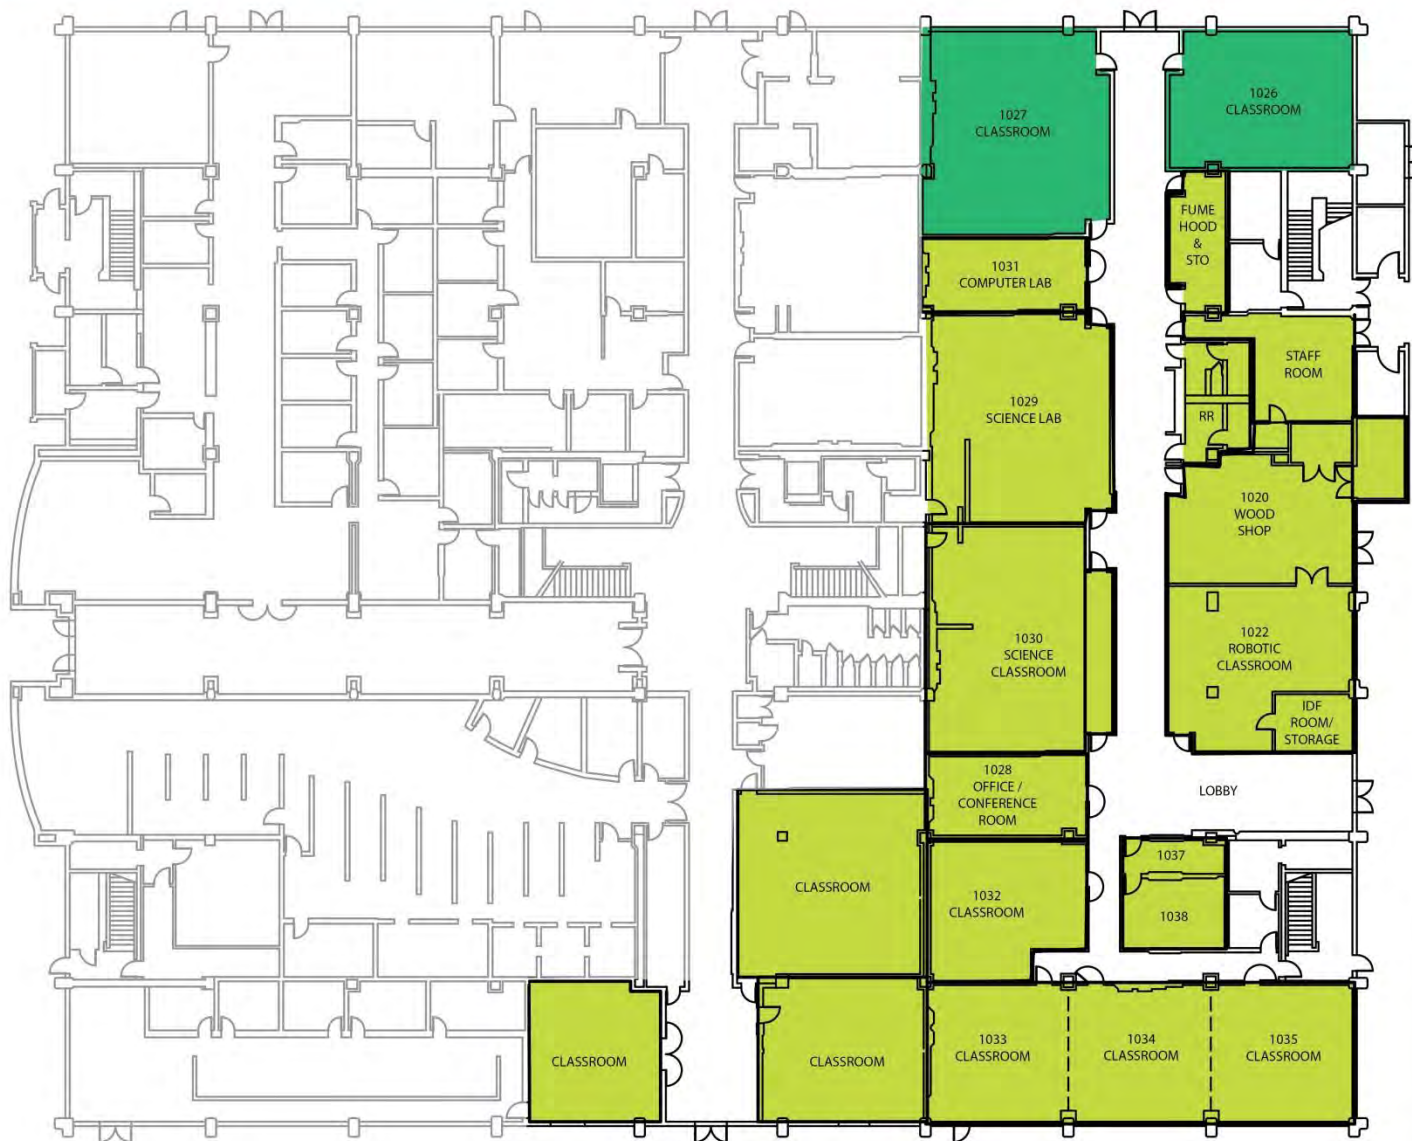 1027
CLASSROOM
1026
CLASSROOM
FUME
HOOD
&
STO
1031
COMPUTER LAB
STAFF
ROOM
1029
SCIENCE LAB
RR
1020
WOOD
SHOP
1030
SCIENCE
CLASSROOM
1022
ROBOTIC
CLASSROOM
IDF
ROOM/
STORAGE
1028
OFFICE /
CONFERENCE
ROOM
LOBBY
CLASSROOM
1032
CLASSROOM
1037
1038
CLASSROOM
CLASSROOM
1033
CLASSROOM
1034
CLASSROOM
1035
CLASSROOM